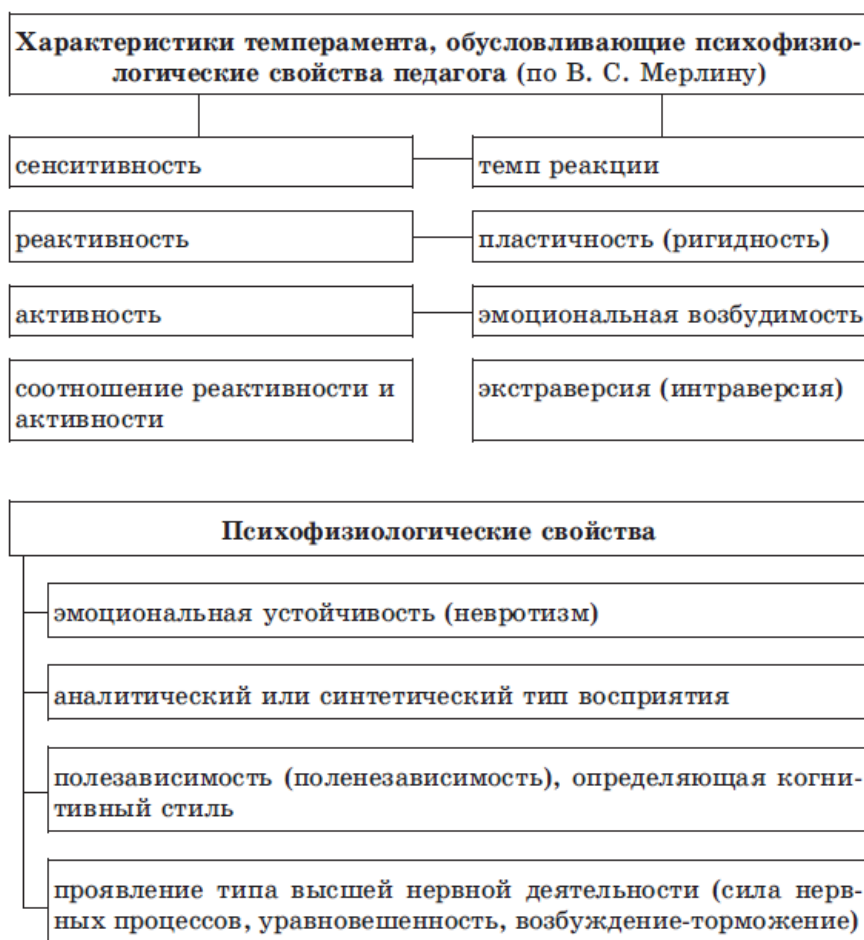 Характеристики темперамента, обусловливающие психофизио-
логические свойства педагога (по В. С. Мерлину)
сенситивность
темп реакции
реактивность
пластичность (ригидность)
активность
эмоциональная возбудимость
соотношение реактивности и
активности
экстраверсия (интраверсия)
Психофизиологические свойства
эмоциональная устойчивость (невротизм)
аналитический или синтетический тип восприятия
полезависимость (поленезависимость), определяющая когни-
тивный стиль
проявление типа высшей нервной деятельности (сила нерв-
ных процессов, уравновешенность, возбуждение-торможение)